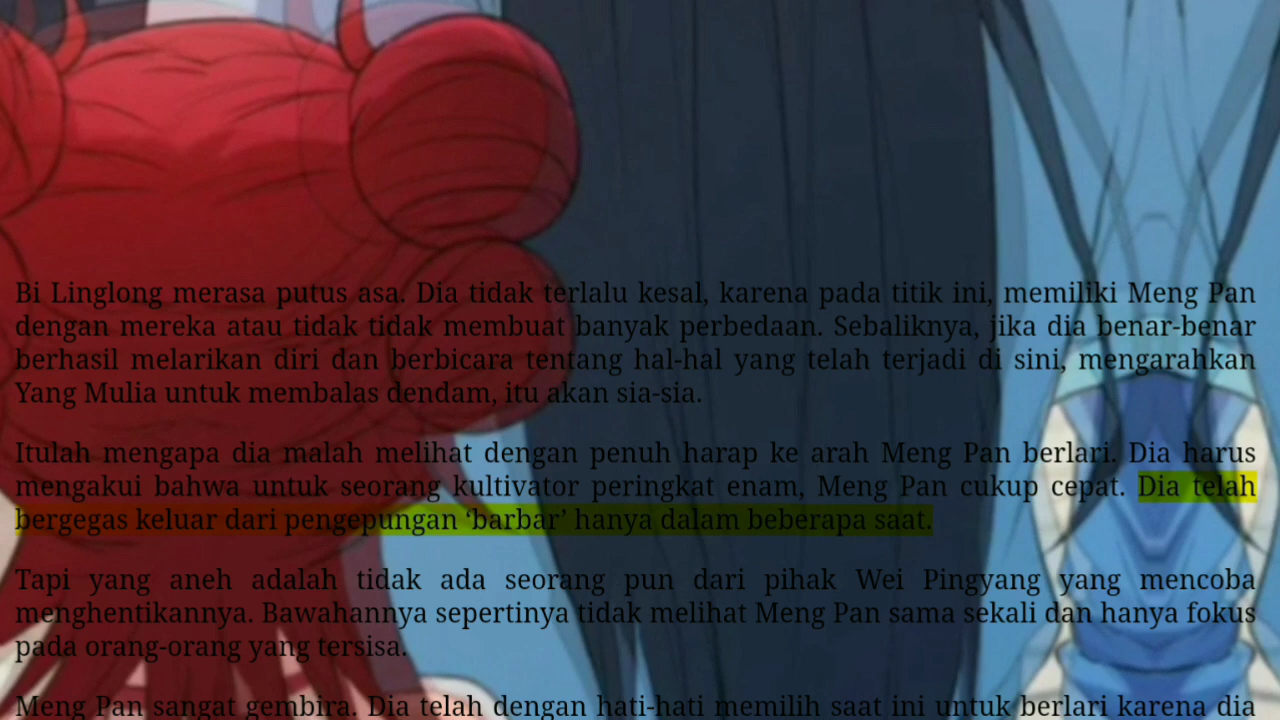 Bi Linglong merasa putus asa. Dia tidak terlalu kesal, karena pada titik ini, memiliki Meng Pan
dengan mereka atau tidak tidak membuat banyak perbedaan. Sebaliknya, jika dia benar-benar
berhasil melarikan diri dan berbicara tentang hal-hal yang telah terjadi di sini, mengarahkan
Yang Mulia untuk membalas dendam, itu akan sia-sia.
Itulah mengapa dia malah melihat dengan penuh harap ke arah Meng Pan berlari. Dia harus
mengakui bahwa untuk seorang kultivator peringkat enam, Meng Pan cukup cepat. Dia telah
bergegas keluar dari pengepungan ‘barbar’ hanya dalam beberapa saat.
Tapi yang aneh adalah tidak ada seorang pun dari pihak Wei Pingyang yang mencoba
menghentikannya. Bawahannya sepertinya tidak melihat Meng Pan sama sekali dan hanya fokus
pada orang-orang yang tersisa.
Meng Pan sangat gembira. Dia telah dengan hati-hati memilih saat ini untuk berlari karena dia